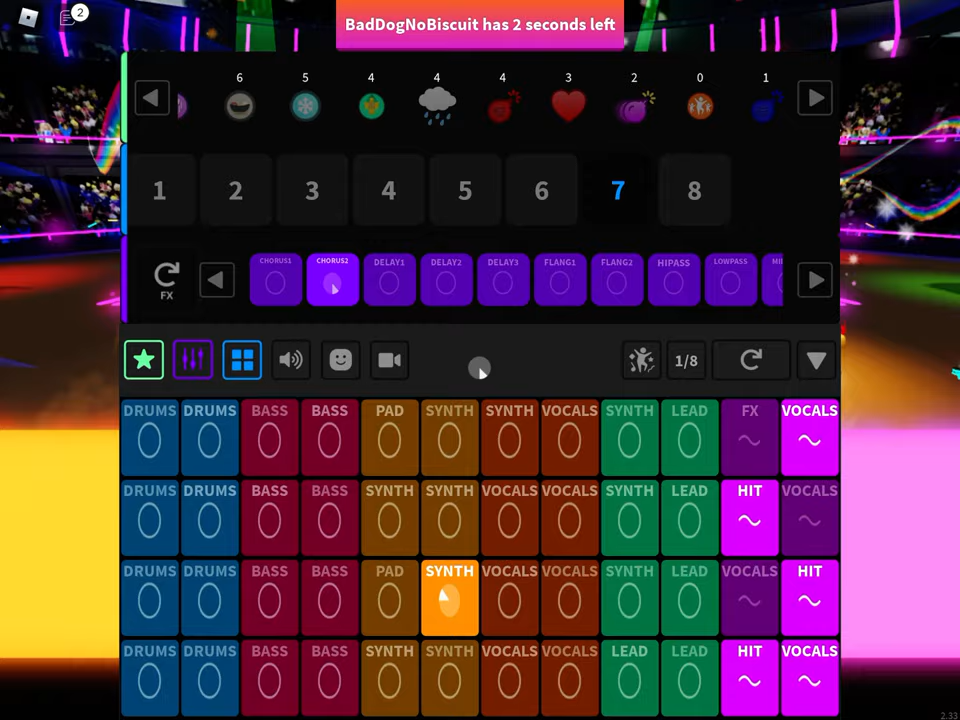 2
BadDogNoBiscuit has 2 seconds left
6 5 4 4 4 3 2 0 1
1 2 3 4 5 6 7 8
FX
CHORUS1 CHORUS2 DELAY1 DELAY2 DELAY3 FLANG1 FLANG2 HIPASS LOWPASS
1/8
DRUMS DRUMS BASS BASS PAD SYNTH SYNTH VOCALS SYNTH LEAD FX VOCALS
DRUMS DRUMS BASS BASS SYNTH SYNTH VOCALS VOCALS SYNTH LEAD HIT VOCALS
DRUMS DRUMS BASS BASS PAD SYNTH VOCALS VOCALS SYNTH LEAD VOCALS HIT
DRUMS DRUMS BASS BASS SYNTH SYNTH VOCALS VOCALS LEAD LEAD HIT VOCALS
2.33